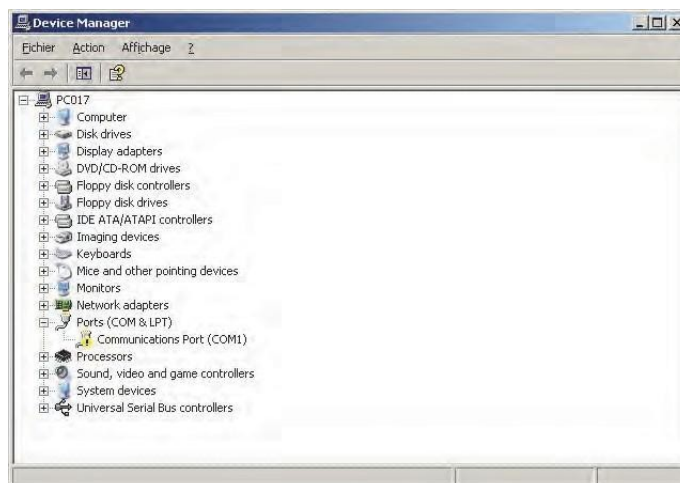 Device Manager
Fichier Action Affichage ?
PC017
Computer
Disk drives
Display adapters
DVD/CD-ROM drives
Floppy disk controllers
Floppy disk drives
IDE ATA/ATAPI controllers
Imaging devices
Keyboards
Mice and other pointing devices
Monitors
Network adapters
Ports (COM & LPT)
Communications Port (COM1)
Processors
Sound, video and game controllers
System devices
Universal Serial Bus controllers